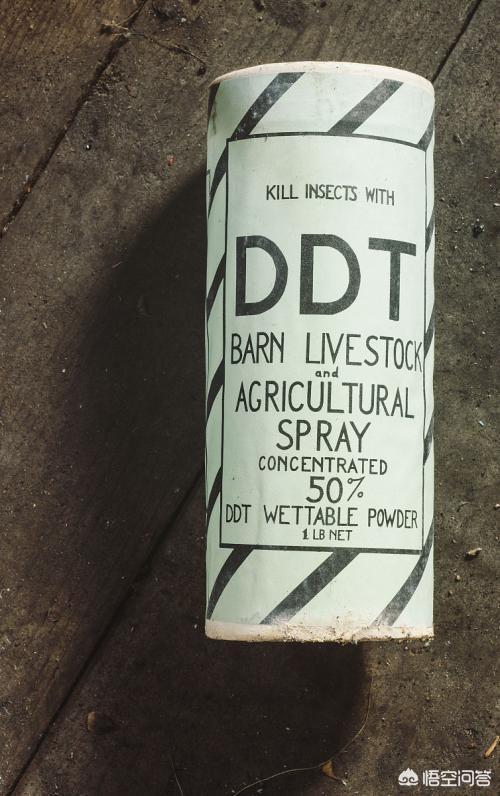 KILL INSECTS WITH
DDT
BARN LIVESTOCK
and
AGRICULTURAL
SPRAY
CONCENTRATED
50%
DDT WETTABLE POWDER
1 LB NET
悟空问答